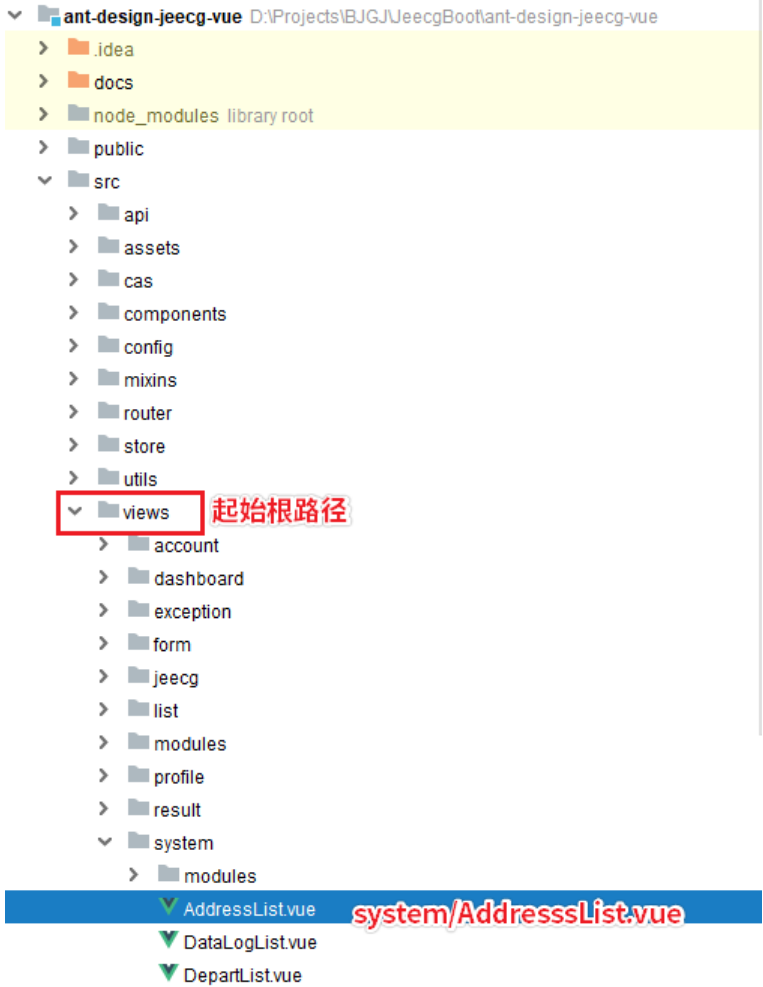 ant-design-jeecg-vue D:\Projects\BJGJ\JeecgBoot\ant-design-jeecg-vue
.idea
docs
node_modules library root
public
src
api
assets
cas
components
config
mixins
router
store
utils
views 起始根路径
account
dashboard
exception
form
jeecg
list
modules
profile
result
system
modules
AddressList.vue system/AddresssList.vue
DataLogList.vue
DepartList.vue